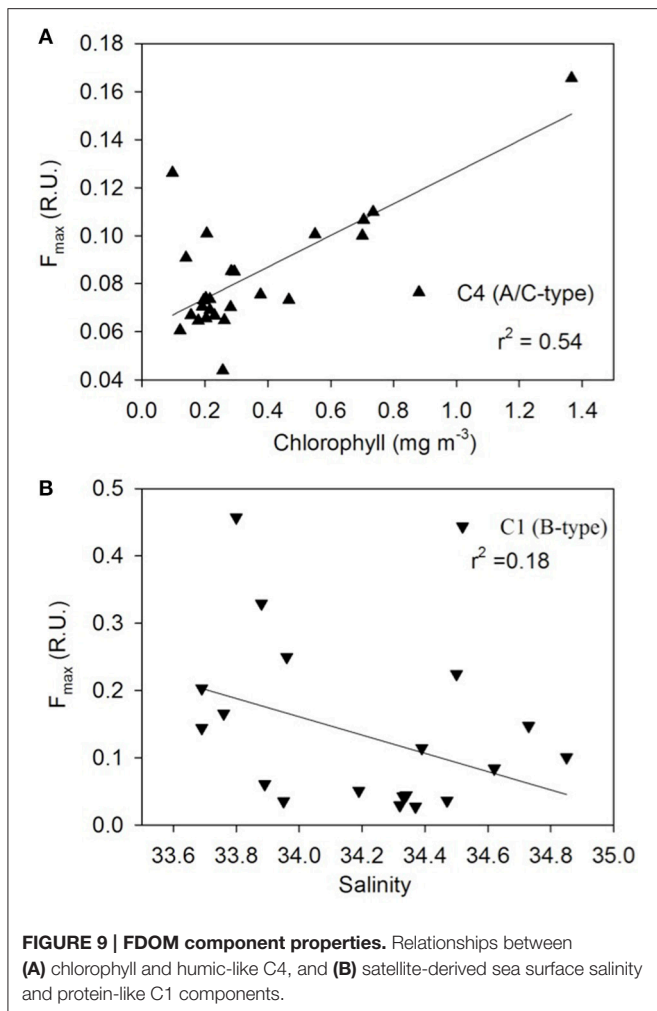 A
0.18
0.16
0.14
0.12
0.10
0.08
0.06
0.04
F_max (R.U.)
C4 (A/C-type)
r² = 0.54
0.0 0.2 0.4 0.6 0.8 1.0 1.2 1.4
Chlorophyll (mg m⁻³)
B
0.5
0.4
0.3
0.2
0.1
0.0
F_max (R.U.)
C1 (B-type)
r² =0.18
33.6 33.8 34.0 34.2 34.4 34.6 34.8 35.0
Salinity
FIGURE 9 | FDOM component properties. Relationships between
(A) chlorophyll and humic-like C4, and (B) satellite-derived sea surface salinity
and protein-like C1 components.